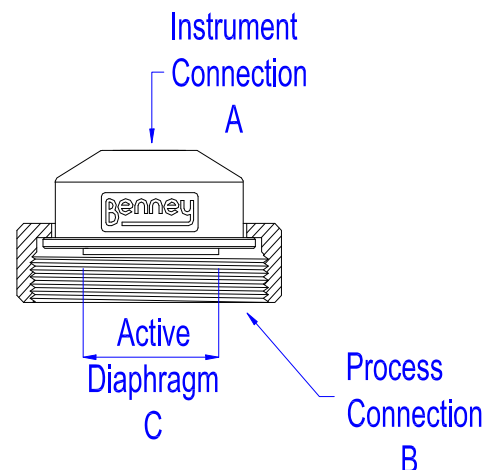 Instrument
Connection
A
Benney
Active
Diaphragm
C
Process
Connection
B